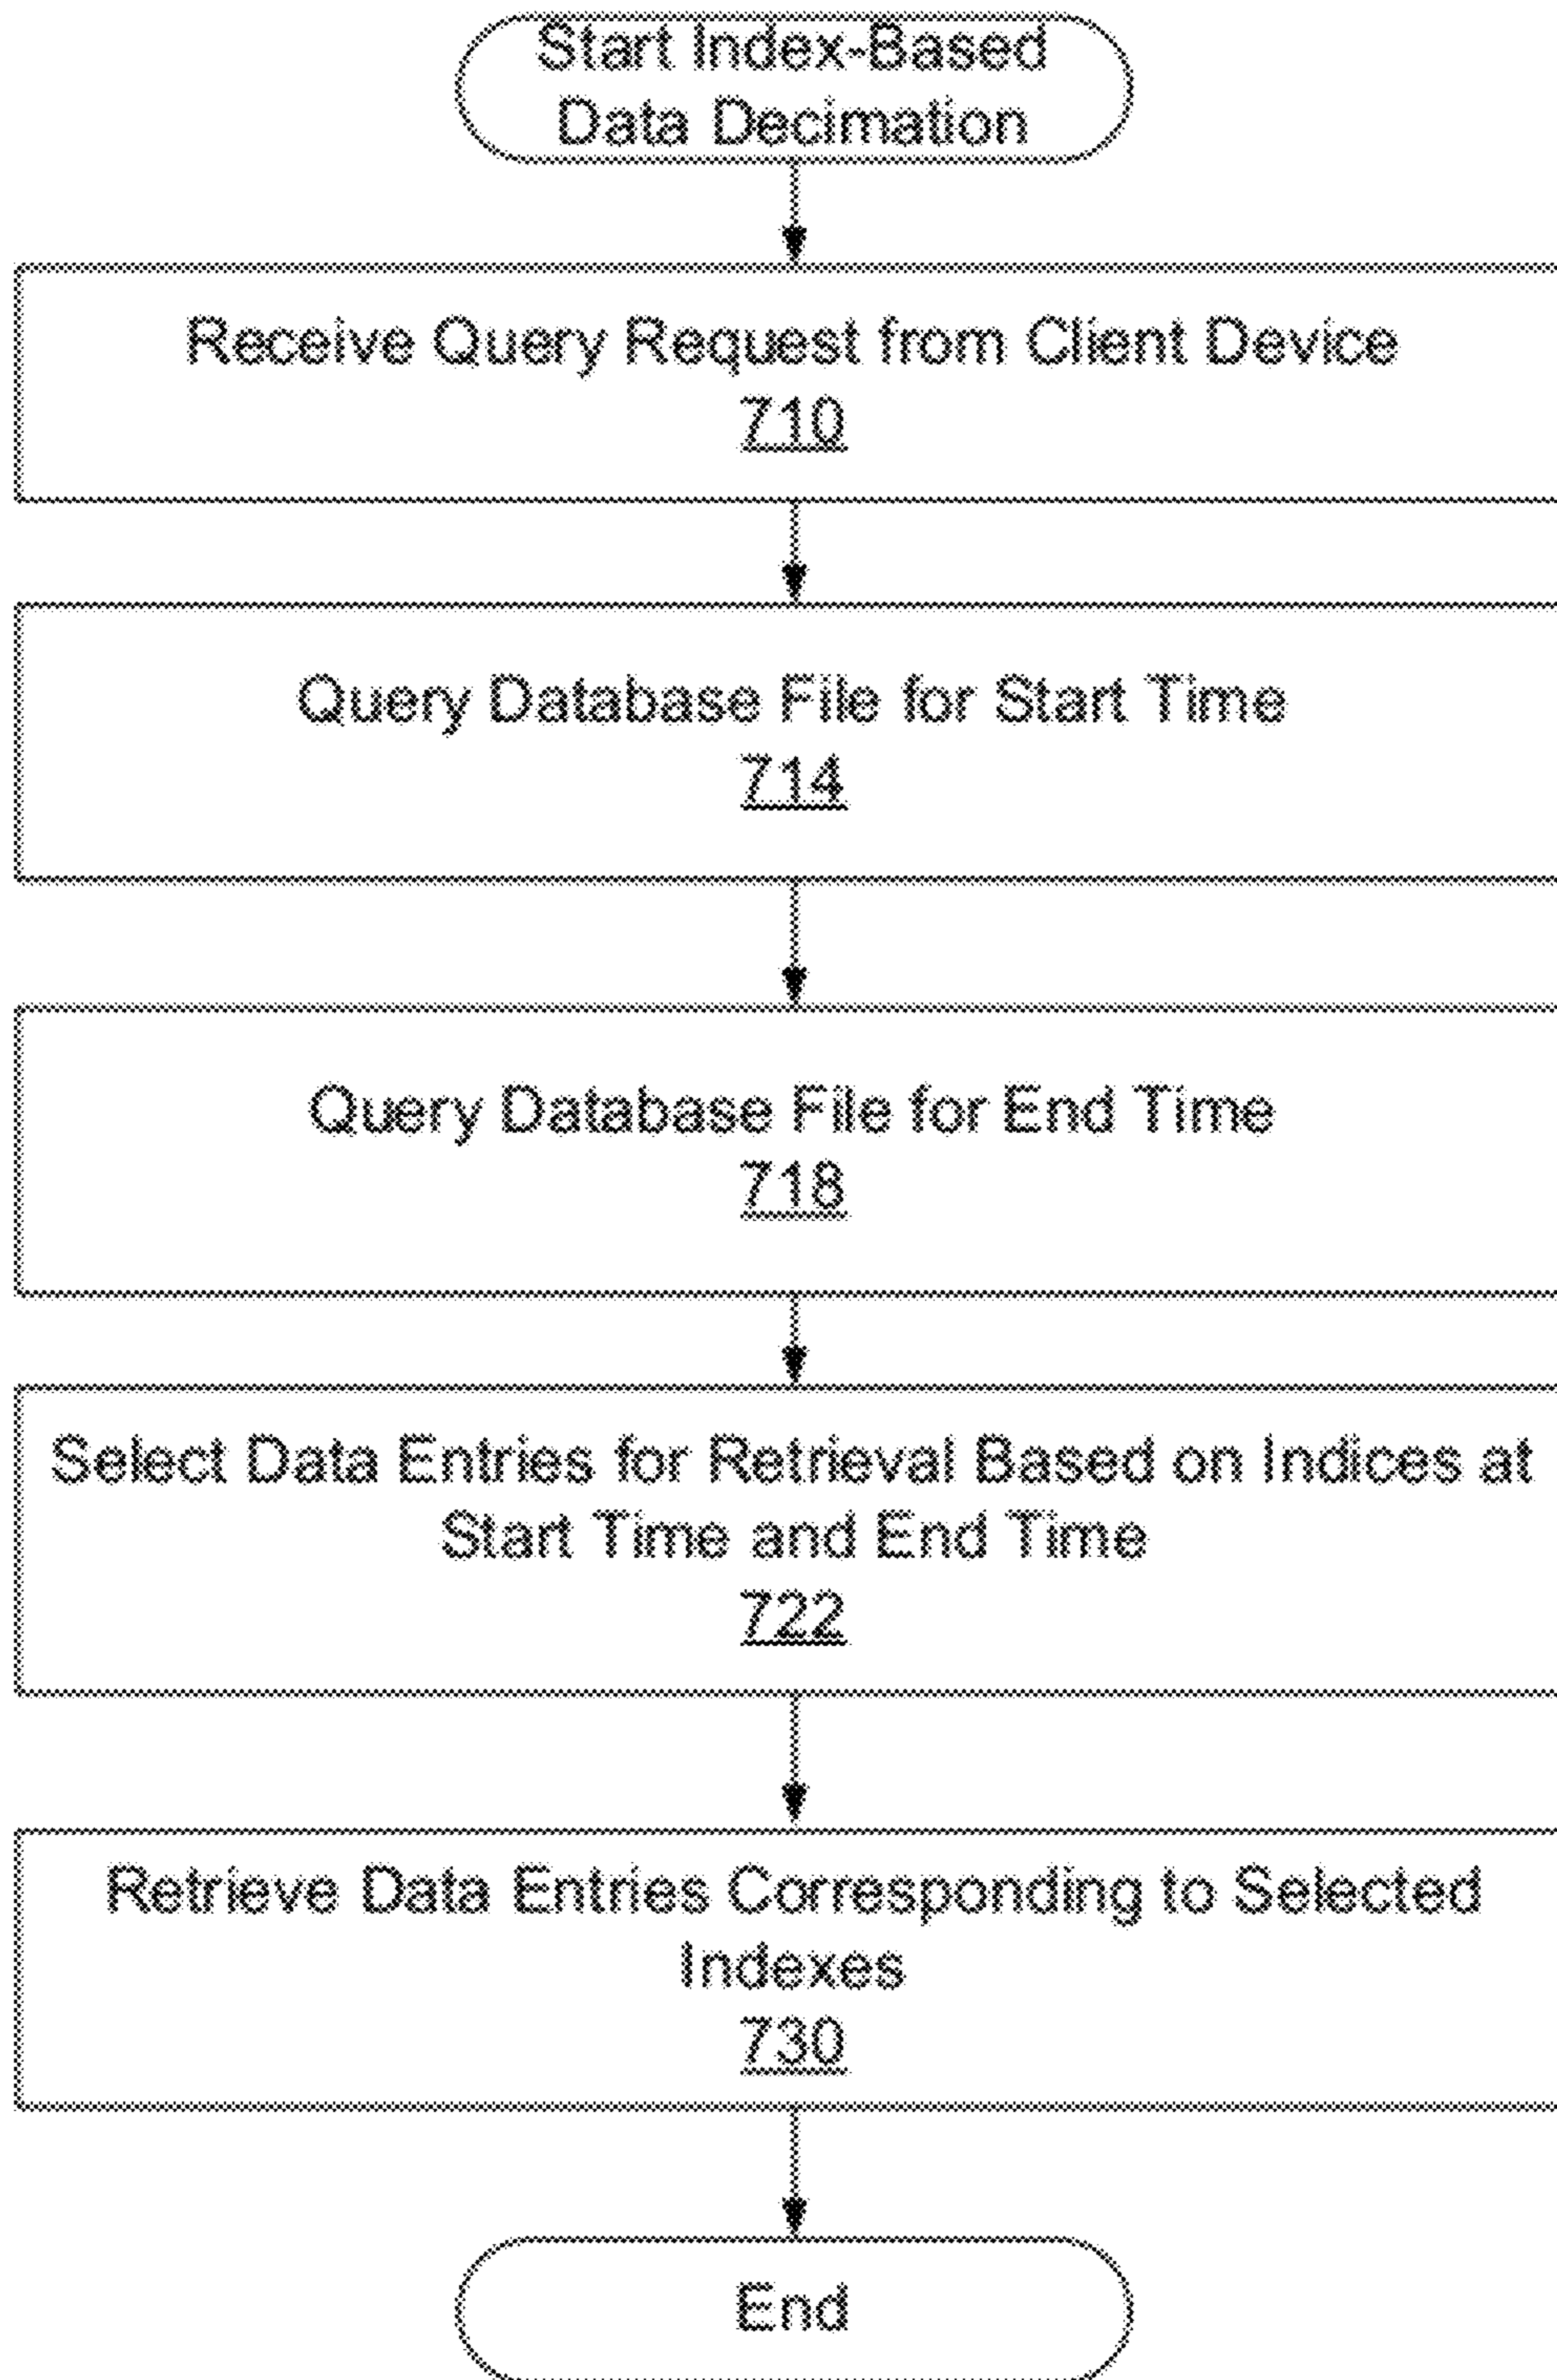 Start Index-Based
Data Decimation
Receive Query Request from Client Device
710
Query Database File for Start Time
714
Query Database File for End Time
718
Select Data Entries for Retrieval Based on Indices at
Start Time and End Time
722
Retrieve Data Entries Corresponding to Selected
Indexes
730
End